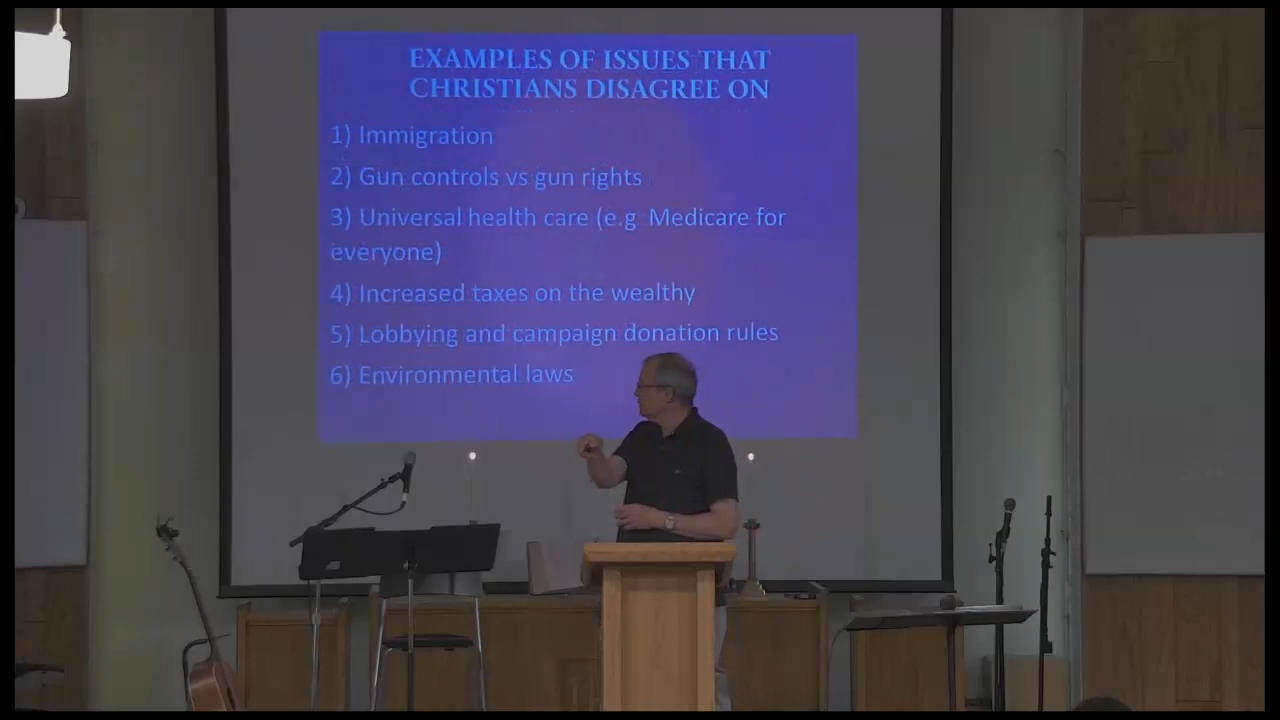 EXAMPLES OF ISSUES THAT
CHRISTIANS DISAGREE ON
1) Immigration
2) Gun controls vs gun rights
3) Universal health care (e.g Medicare for
everyone)
4) Increased taxes on the wealthy
5) Lobbying and campaign donation rules
6) Environmental laws